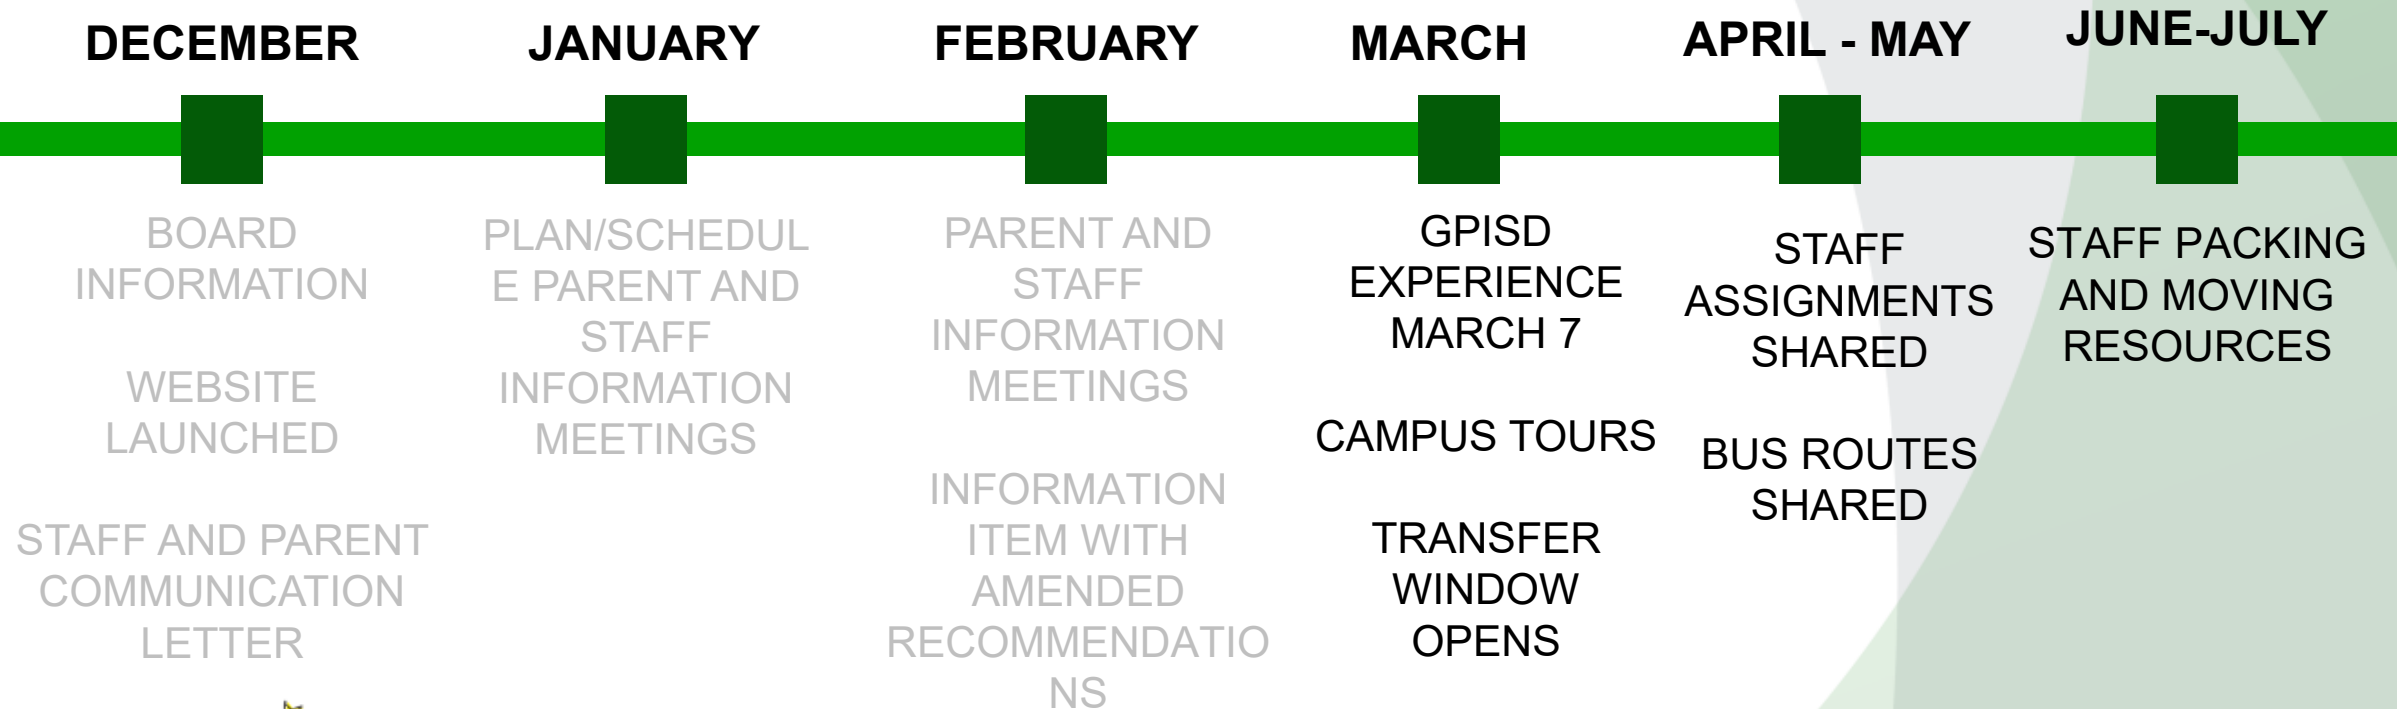 DECEMBER
BOARD
INFORMATION
WEBSITE
LAUNCHED
STAFF AND PARENT
COMMUNICATION
LETTER
JANUARY
PLAN/SCHEDUL
E PARENT AND
STAFF
INFORMATION
MEETINGS
FEBRUARY
PARENT AND
STAFF
INFORMATION
MEETINGS
INFORMATION
ITEM WITH
AMENDED
RECOMMENDATIO
NS
MARCH
GPISD
EXPERIENCE
MARCH 7
CAMPUS TOURS
TRANSFER
WINDOW
OPENS
APRIL - MAY
STAFF
ASSIGNMENTS
SHARED
BUS ROUTES
SHARED
JUNE-JULY
STAFF PACKING
AND MOVING
RESOURCES